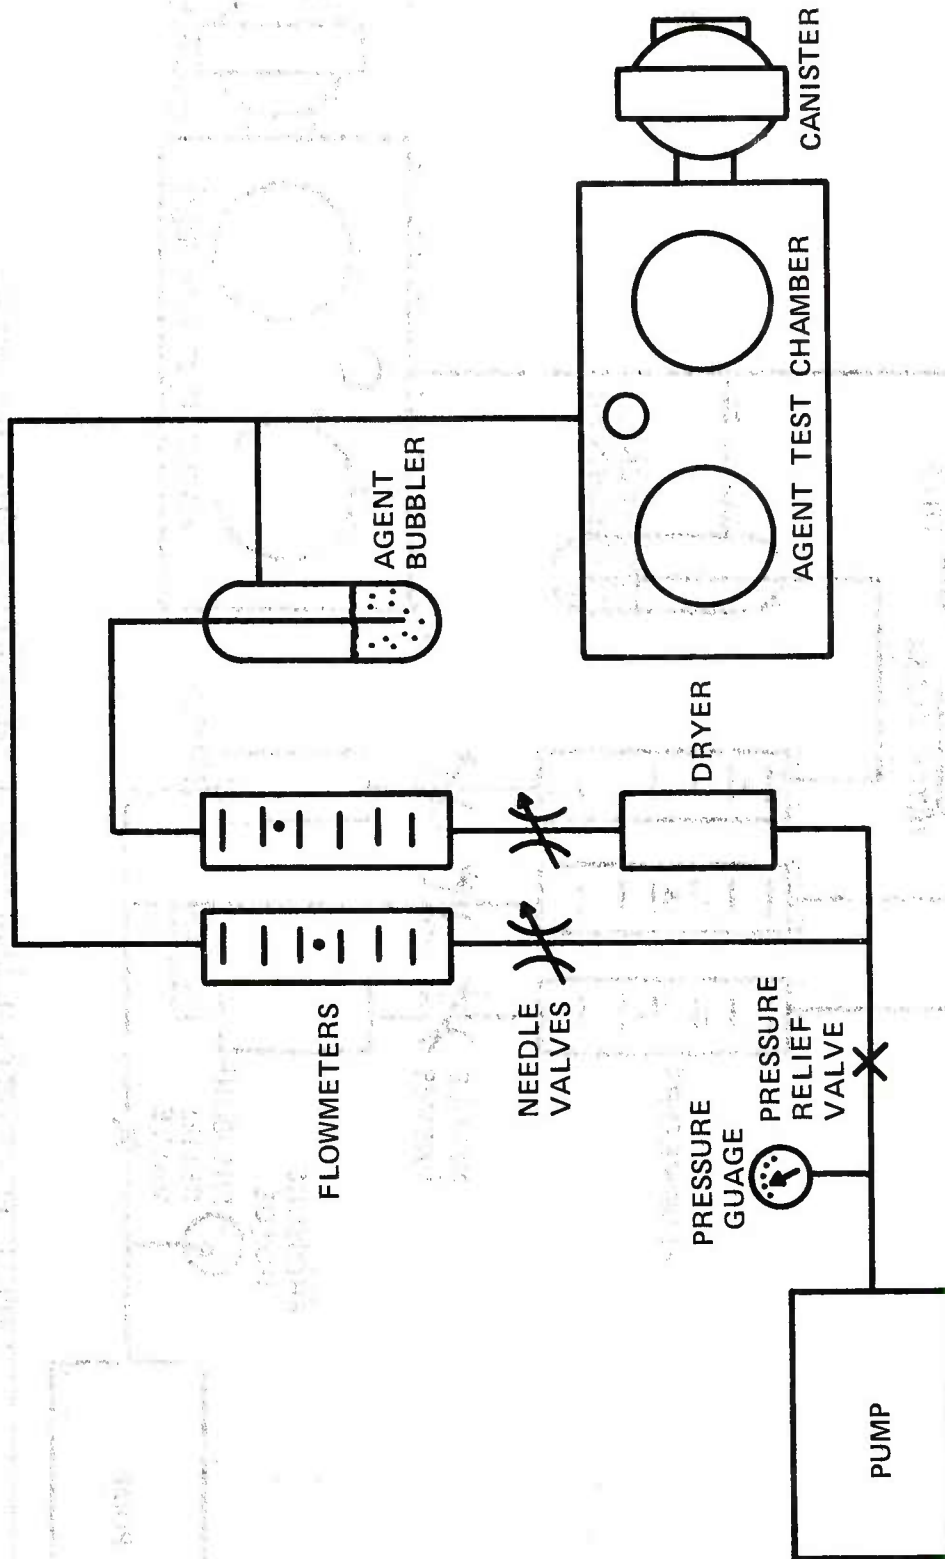 FLOWMETERS
NEEDLE
VALVES
PRESSURE
GUAGE
PRESSURE
RELIEF
VALVE
PUMP
DRYER
AGENT
BUBBLER
AGENT TEST CHAMBER
CANISTER